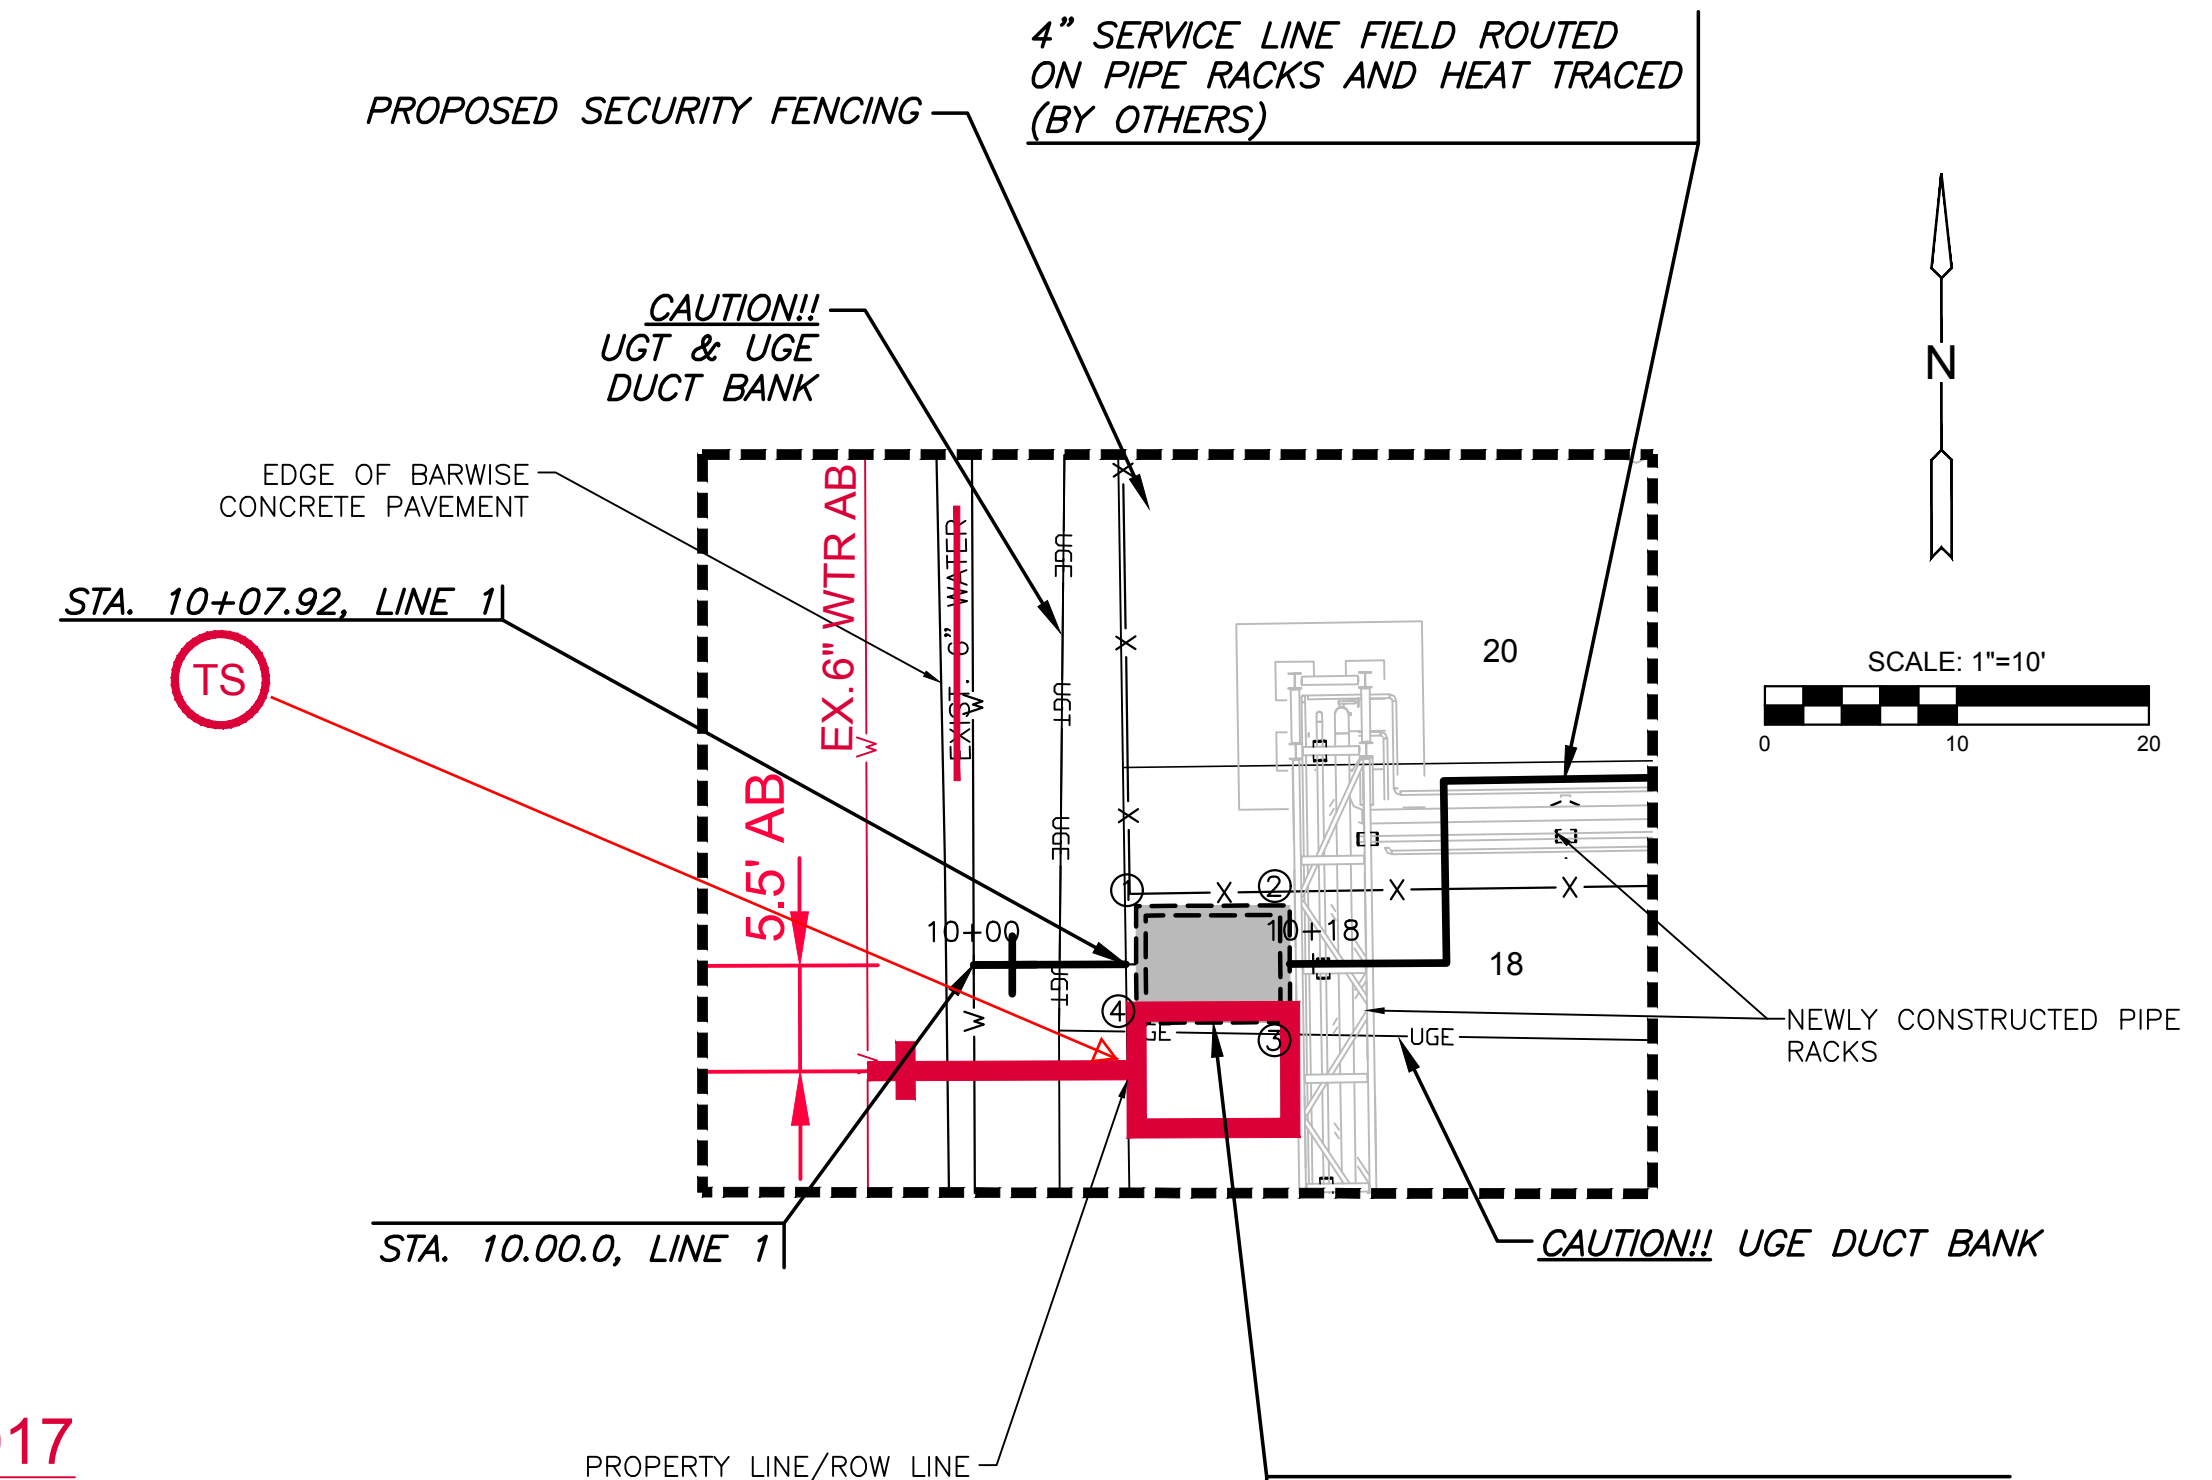 4” SERVICE LINE FIELD ROUTED
ON PIPE RACKS AND HEAT TRACED
(BY OTHERS)
PROPOSED SECURITY FENCING
CAUTION!!
UGT & UGE
DUCT BANK
N
EDGE OF BARWISE
CONCRETE PAVEMENT
EX.6" WTR AB
EXIST. 6” WATER
UGE
X
STA. 10+07.92, LINE 1
TS
X
20
SCALE: 1"=10'
0
10
20
W
W
UGT
5.5' AB
X
UGE
1
2
X
X
X
10+00
10+18
18
UGT
4
W
GE
3
UGE
NEWLY CONSTRUCTED PIPE
RACKS
STA. 10.00.0, LINE 1
CAUTION!! UGE DUCT BANK
17
PROPERTY LINE/ROW LINE